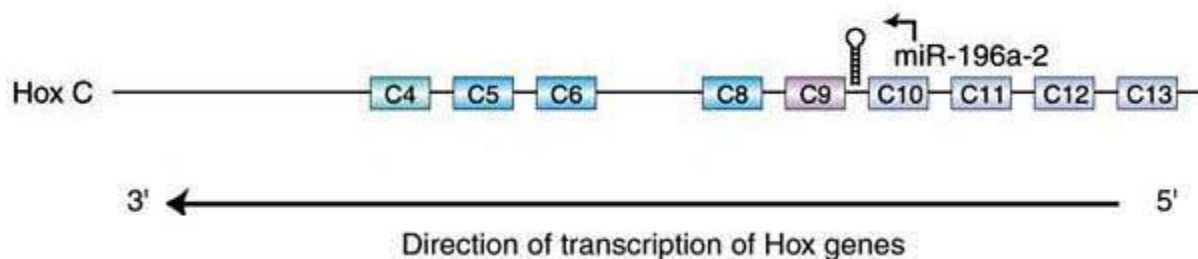 miR-196a-2
Hox C C4 C5 C6 C8 C9 C10 C11 C12 C13
3' 5'
Direction of transcription of Hox genes